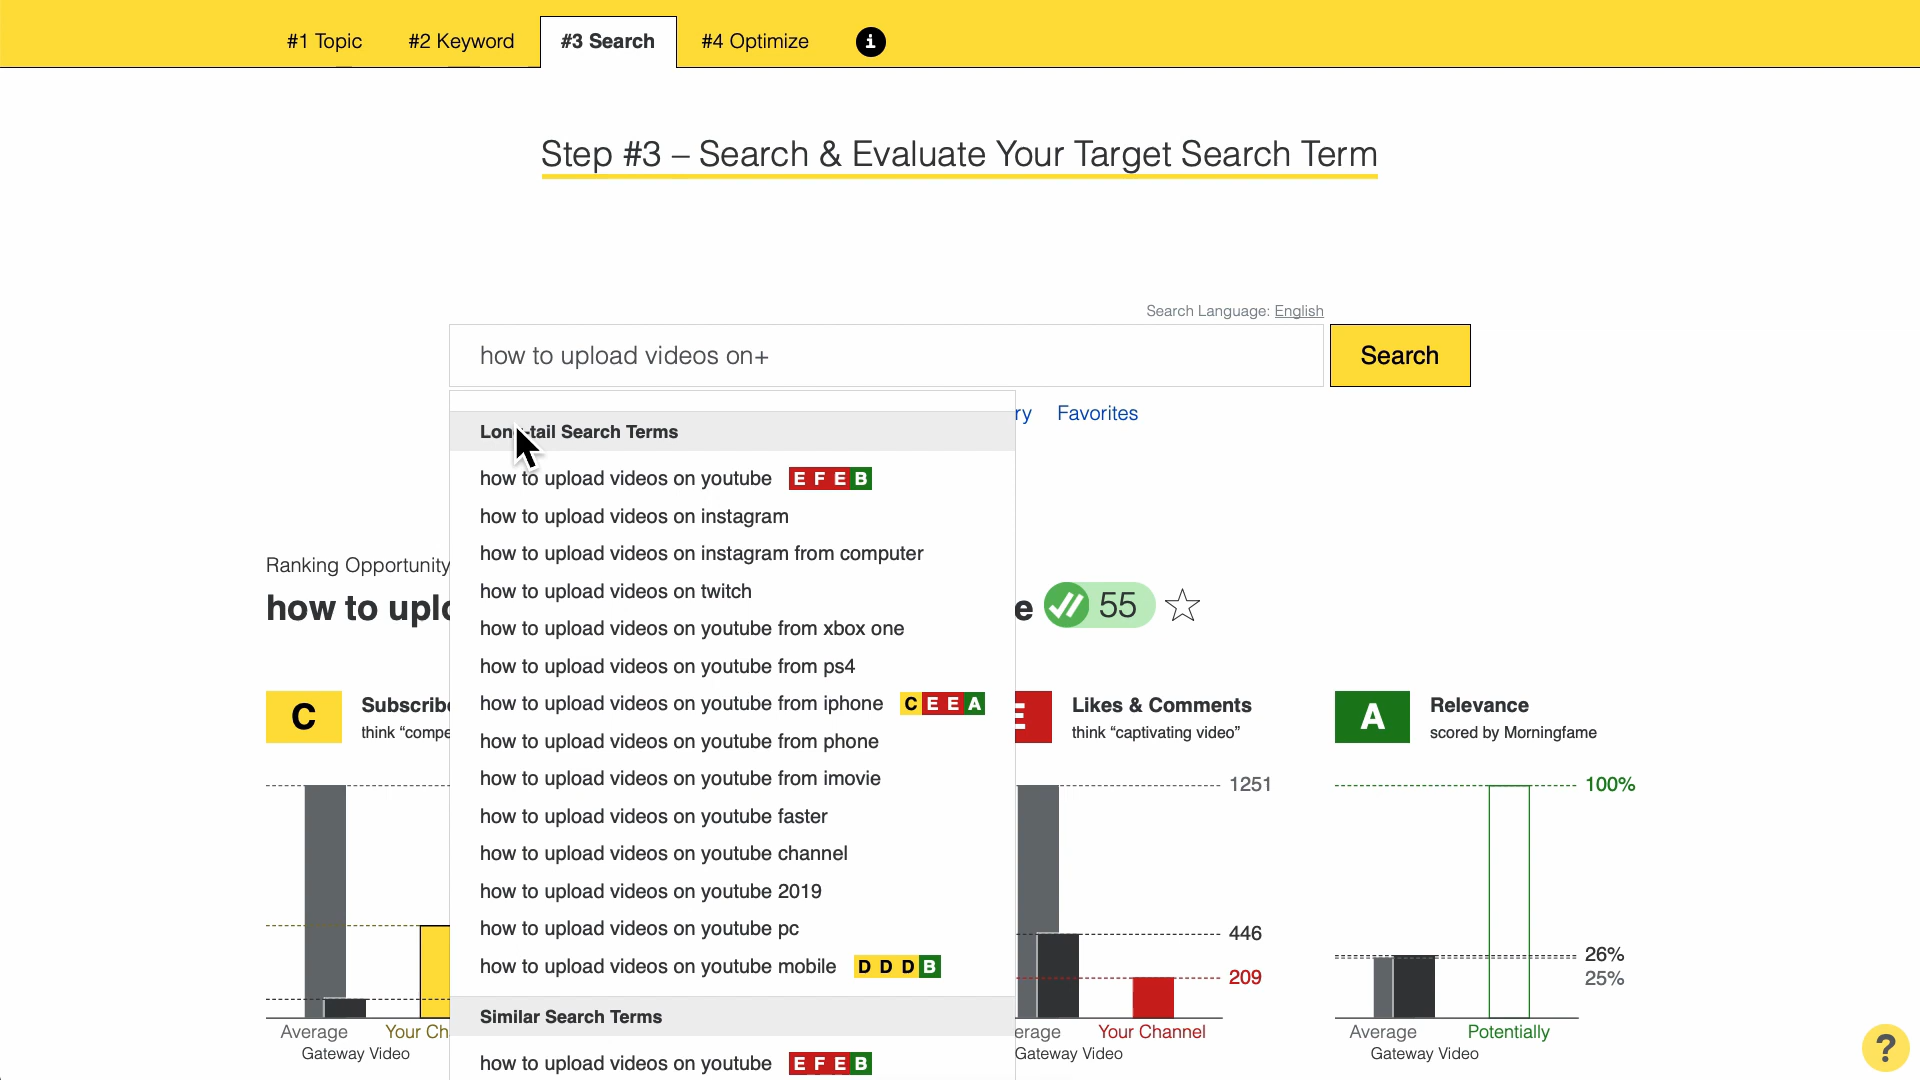 #1 Topic
#2 Keyword
#3 Search
#4 Optimize
i
Step #3 – Search & Evaluate Your Target Search Term
Search Language: English
how to upload videos on+
Search
ry
Favorites
Long-tail Search Terms
how to upload videos on youtube E F E B
how to upload videos on instagram
how to upload videos on instagram from computer
how to upload videos on twitch
how to upload videos on youtube from xbox one
how to upload videos on youtube from ps4
how to upload videos on youtube from iphone C E E A
how to upload videos on youtube from phone
how to upload videos on youtube from imovie
how to upload videos on youtube faster
how to upload videos on youtube channel
how to upload videos on youtube 2019
how to upload videos on youtube pc
how to upload videos on youtube mobile D D D B
Similar Search Terms
how to upload videos on youtube E F E B
Ranking Opportunity
how to uplo
e
55
C
Subscribe
think “compe
Average
Your Ch
Gateway Video
E
Likes & Comments
think “captivating video”
1251
446
209
erage
Your Channel
Gateway Video
A
Relevance
scored by Morningfame
100%
26%
25%
Average
Potentially
Gateway Video
?